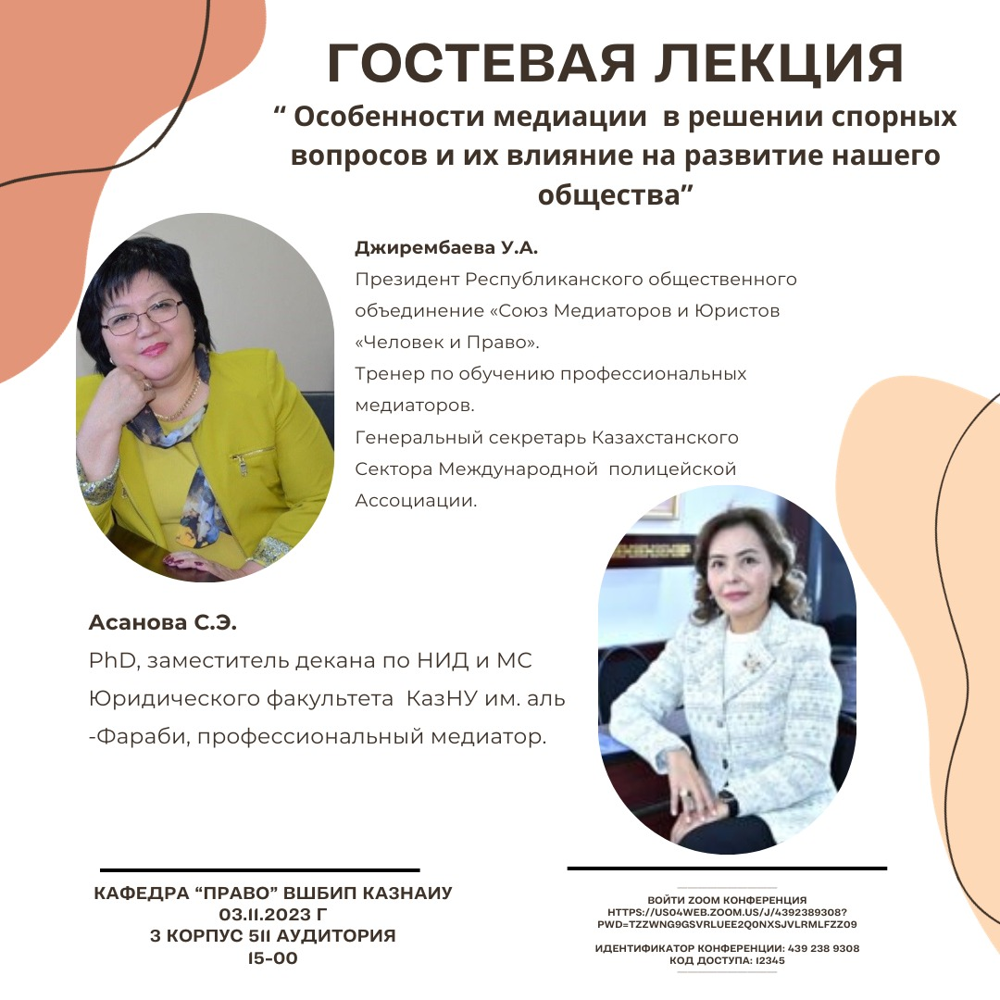 ГОСТЕВАЯ ЛЕКЦИЯ
“ Особенности медиации в решении спорных
вопросов и их влияние на развитие нашего
общества”
Джирембаева У.А.
Президент Республиканского общественного
объединение «Союз Медиаторов и Юристов
«Человек и Право».
Тренер по обучению профессиональных
медиаторов.
Генеральный секретарь Казахстанского
Сектора Международной полицейской
Ассоциации.
Асанова С.Э.
PhD, заместитель декана по НИД и МС
Юридического факультета КазНУ им. аль
-Фараби, профессиональный медиатор.
КАФЕДРА “ПРАВО” ВШБИП КАЗНАИУ
03.11.2023 Г
3 КОРПУС 511 АУДИТОРИЯ
15-00
ВОЙТИ ZOOM КОНФЕРЕНЦИЯ
HTTPS://US04WEB.ZOOM.US/J/4392389308?
PWD=TZZWNG9GSVRLUEE2Q0NXSJVLRMLFZZ09
ИДЕНТИФИКАТОР КОНФЕРЕНЦИИ: 439 238 9308
КОД ДОСТУПА: 12345